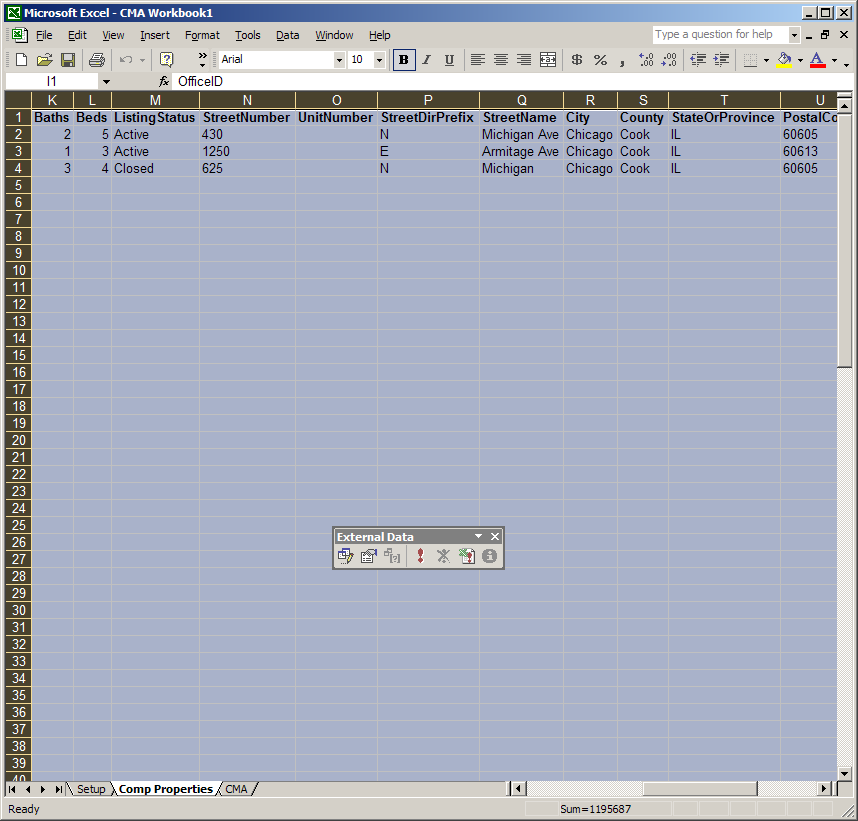 Microsoft Excel - CMA Workbook1
File Edit View Insert Format Tools Data Window Help Type a question for help
» Arial 10 B I U $ % , .00 .00
I1 fx OfficeID
K L M N O P Q R S T U
1 Baths Beds ListingStatus StreetNumber UnitNumber StreetDirPrefix StreetName City County StateOrProvince PostalCo
2 2 5 Active 430 N Michigan Ave Chicago Cook IL 60605
3 1 3 Active 1250 E Armitage Ave Chicago Cook IL 60613
4 3 4 Closed 625 N Michigan Chicago Cook IL 60605
5
6
7
8
9
10
11
12
13
14
15
16
17
18
19
20
21
22
23
24
25
26 External Data
27
28
29
30
31
32
33
34
35
36
37
38
39
40
Setup Comp Properties CMA
Ready Sum=1195687